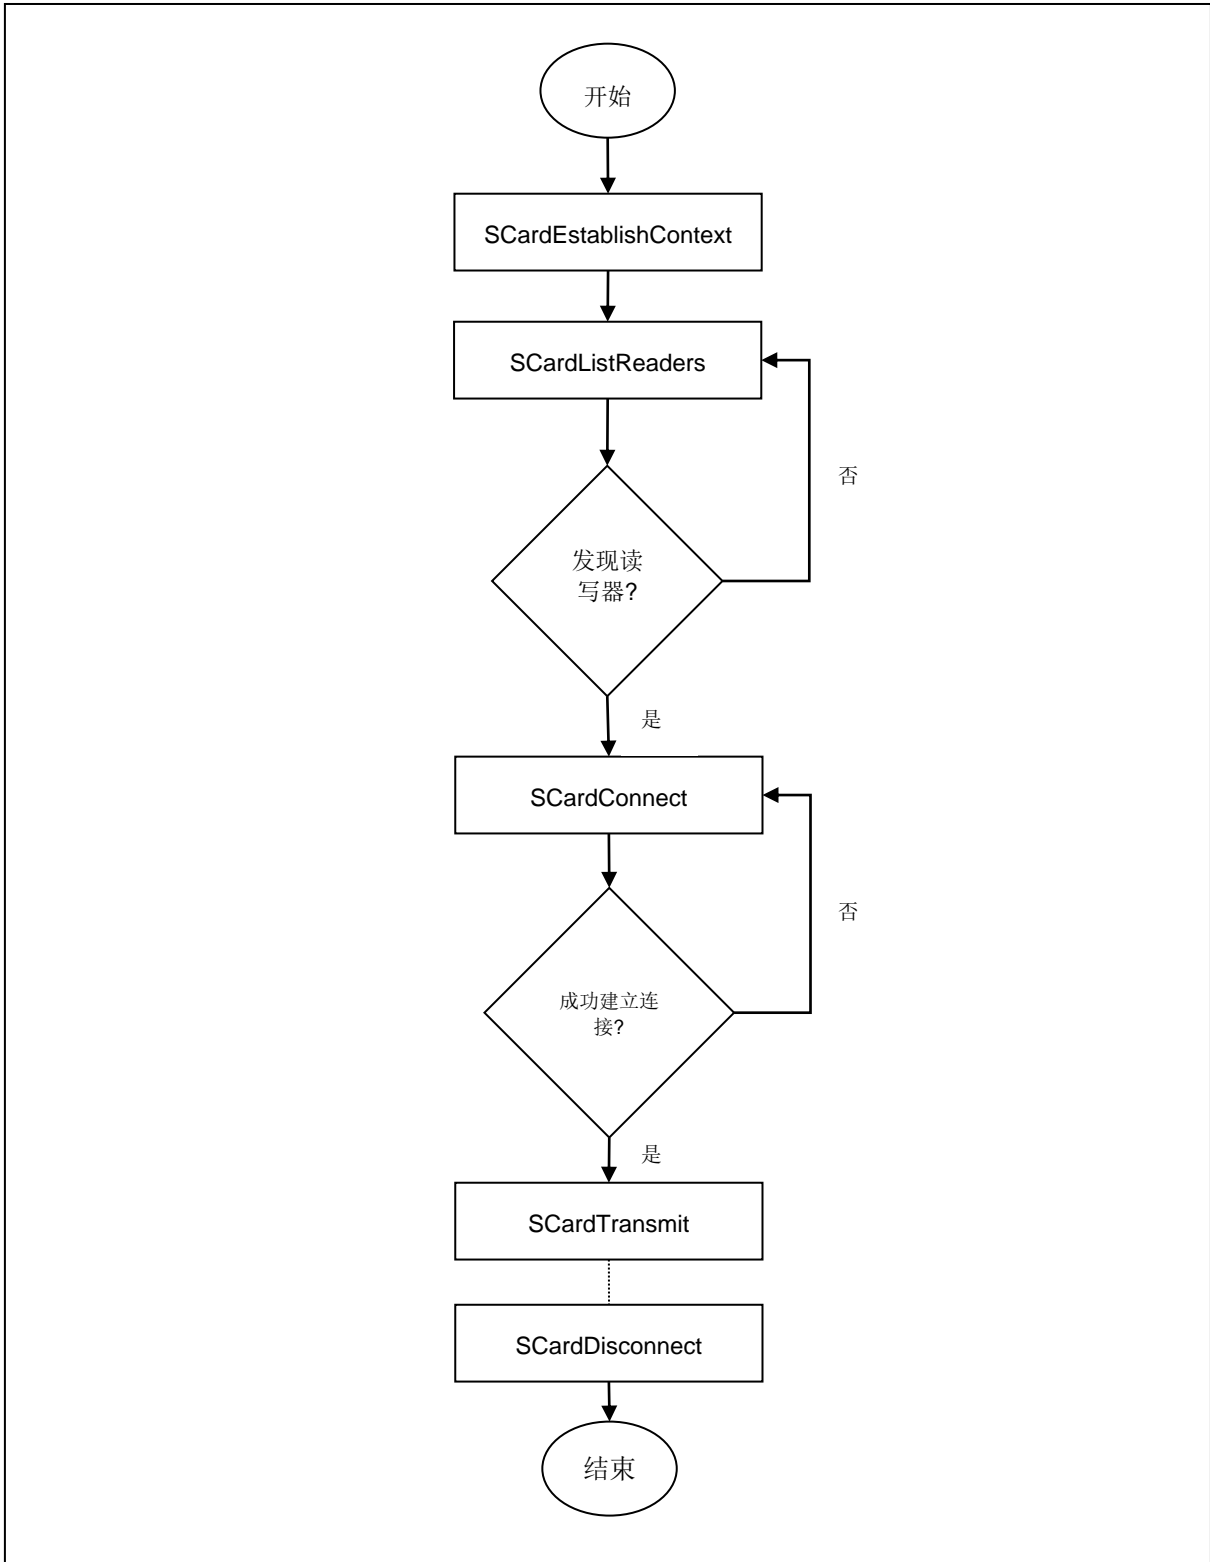 开始
SCardEstablishContext
SCardListReaders
否
发现读
写器?
是
SCardConnect
否
成功建立连
接?
是
SCardTransmit
SCardDisconnect
结束